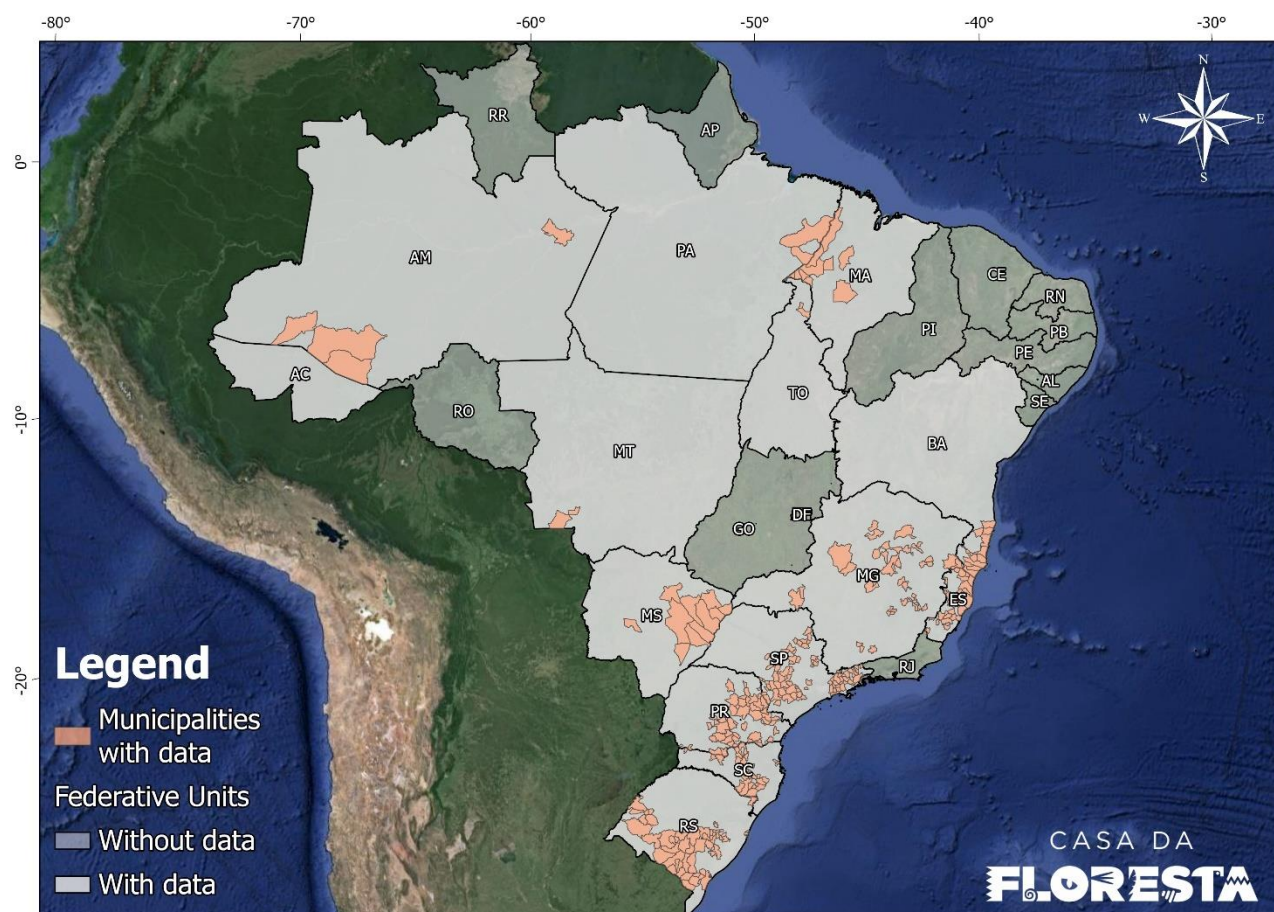 -80°
-70°
-60°
-50°
-40°
-30°
0°
-10°
-20°
N
W
E
S
RR
AP
AM
PA
MA
CE
RN
PB
PI
PE
AL
SE
AC
RO
TO
BA
MT
GO
DF
MG
ES
MS
SP
RJ
PR
SC
RS
Legend
Municipalities
with data
Federative Units
Without data
With data
CASA DA
FLORESTA